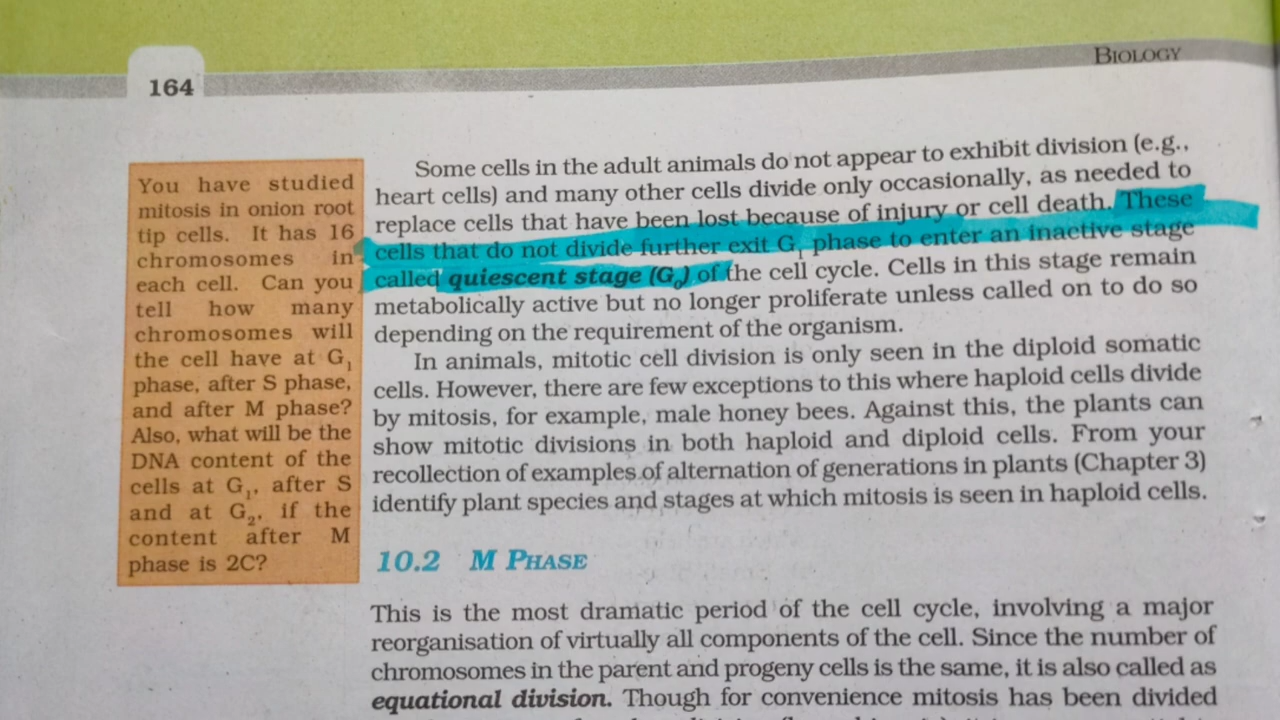 BIOLOGY
164
You have studied
mitosis in onion root
tip cells. It has 16
chromosomes in
each cell. Can you
tell how many
chromosomes will
the cell have at G₁
phase, after S phase,
and after M phase?
Also, what will be the
DNA content of the
cells at G₁, after S
and at G₂, if the
content after M
phase is 2C?
Some cells in the adult animals do not appear to exhibit division (e.g.,
heart cells) and many other cells divide only occasionally, as needed to
replace cells that have been lost because of injury or cell death. These
cells that do not divide further exit G₁ phase to enter an inactive stage
called quiescent stage (G₀) of the cell cycle. Cells in this stage remain
metabolically active but no longer proliferate unless called on to do so
depending on the requirement of the organism.
In animals, mitotic cell division is only seen in the diploid somatic
cells. However, there are few exceptions to this where haploid cells divide
by mitosis, for example, male honey bees. Against this, the plants can
show mitotic divisions in both haploid and diploid cells. From your
recollection of examples of alternation of generations in plants (Chapter 3)
identify plant species and stages at which mitosis is seen in haploid cells.
10.2 M PHASE
This is the most dramatic period of the cell cycle, involving a major
reorganisation of virtually all components of the cell. Since the number of
chromosomes in the parent and progeny cells is the same, it is also called as
equational division. Though for convenience mitosis has been divided